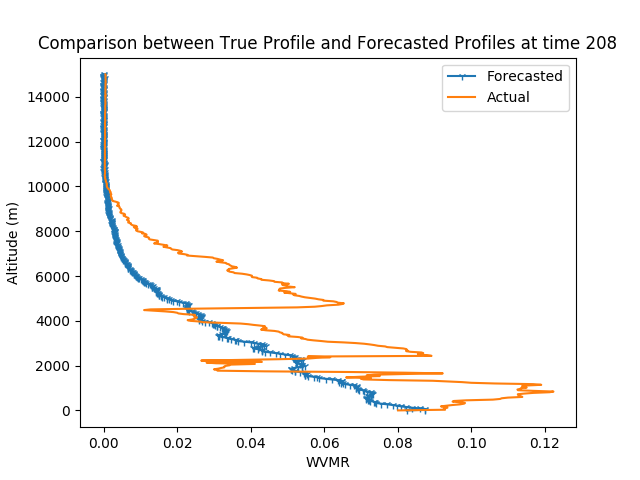 Comparison between True Profile and Forecasted Profiles at time 208
Forecasted
Actual
14000
12000
10000
8000
6000
4000
2000
0
Altitude (m)
0.00 0.02 0.04 0.06 0.08 0.10 0.12
WVMR